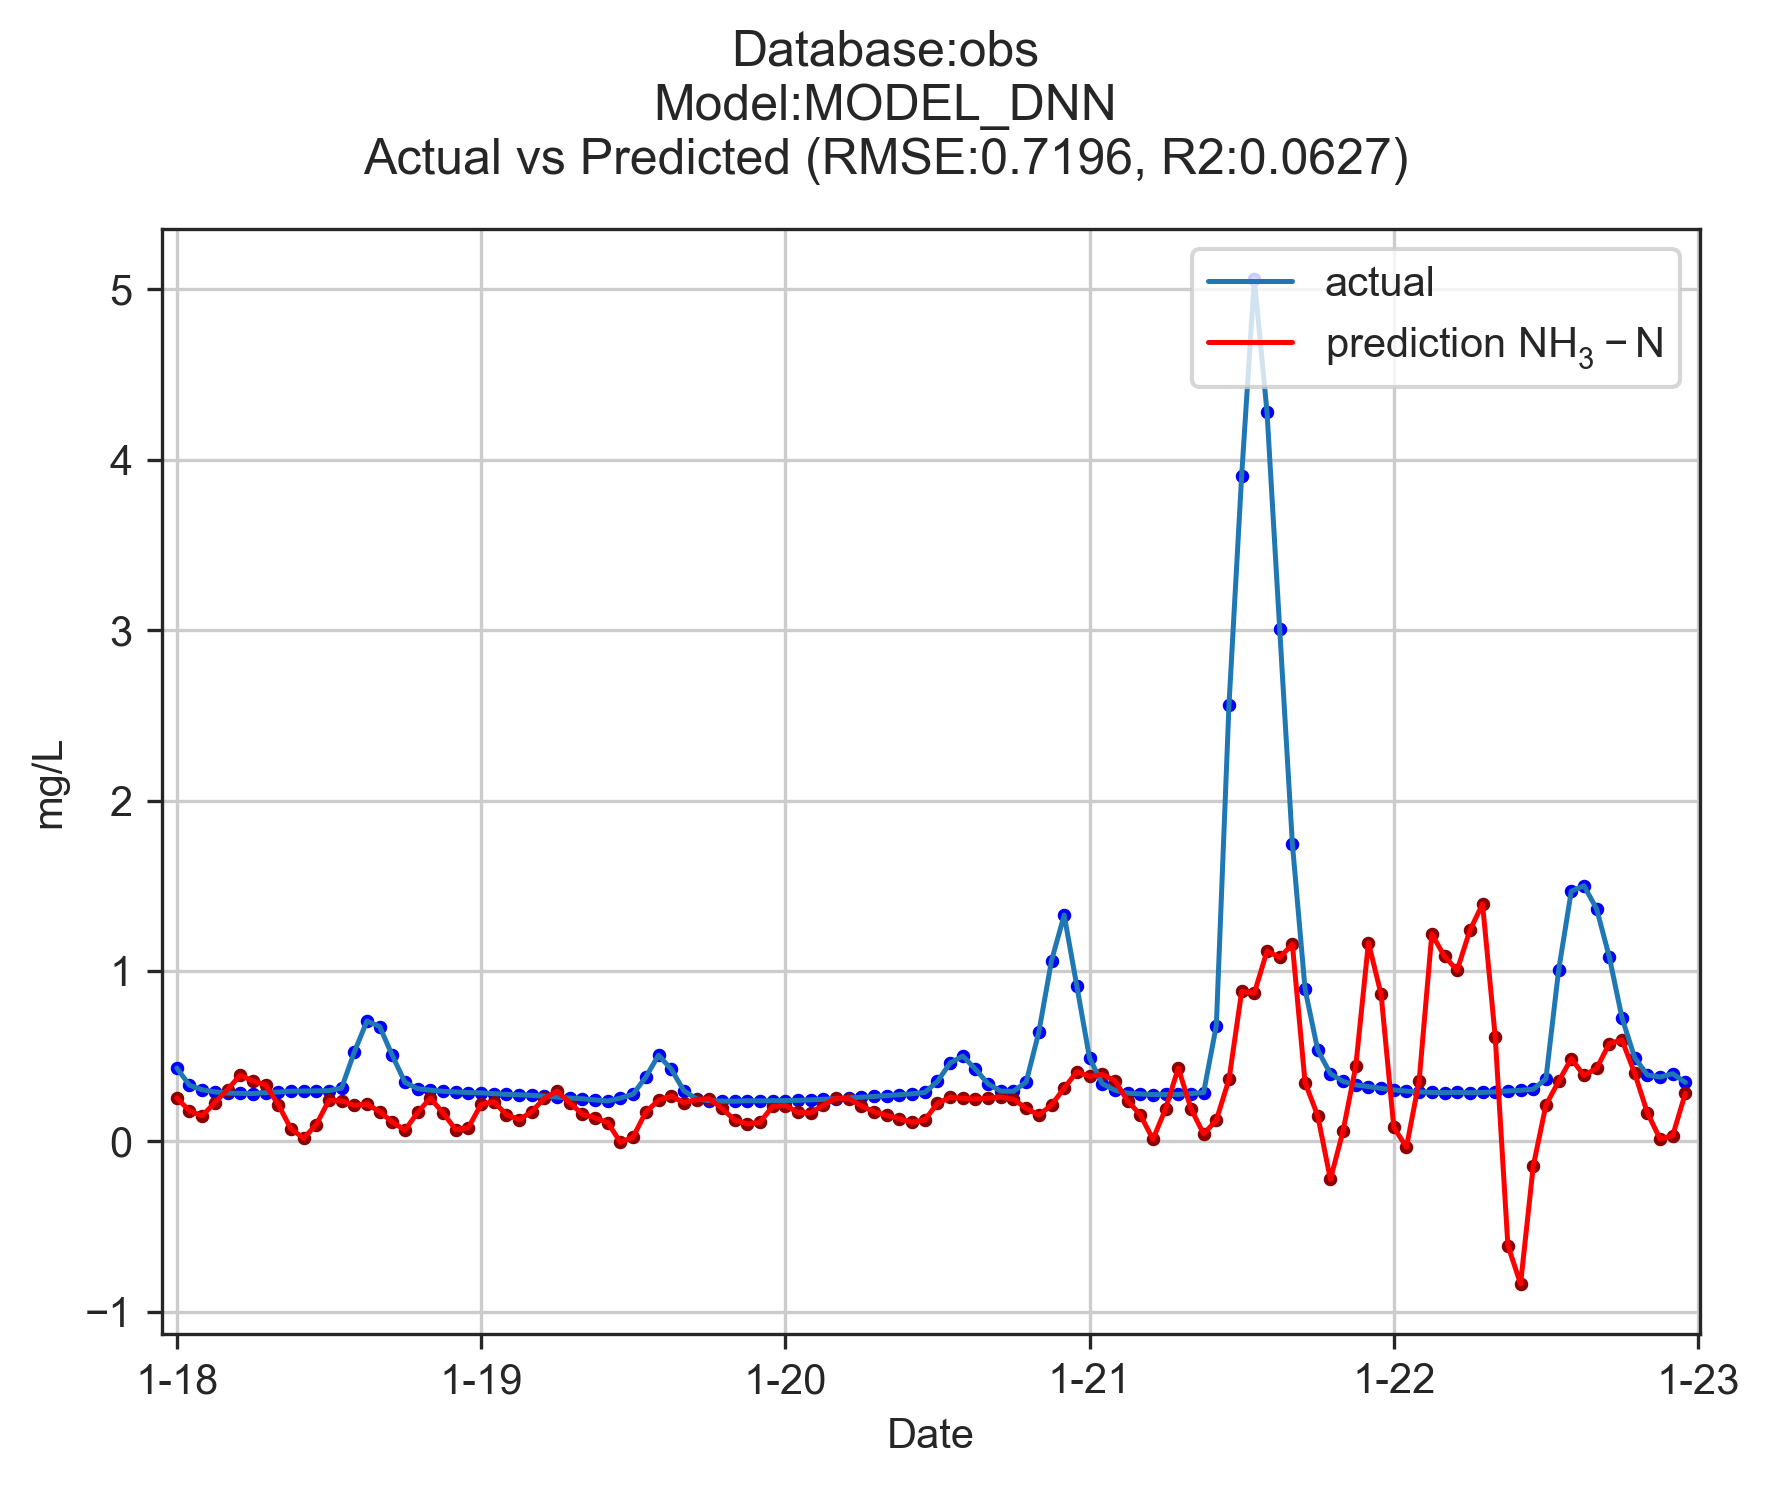 Database:obs
Model:MODEL_DNN
Actual vs Predicted (RMSE:0.7196, R2:0.0627)
actual
prediction NH₃ − N
5
4
3
2
1
0
−1
mg/L
1-18 1-19 1-20 1-21 1-22 1-23
Date